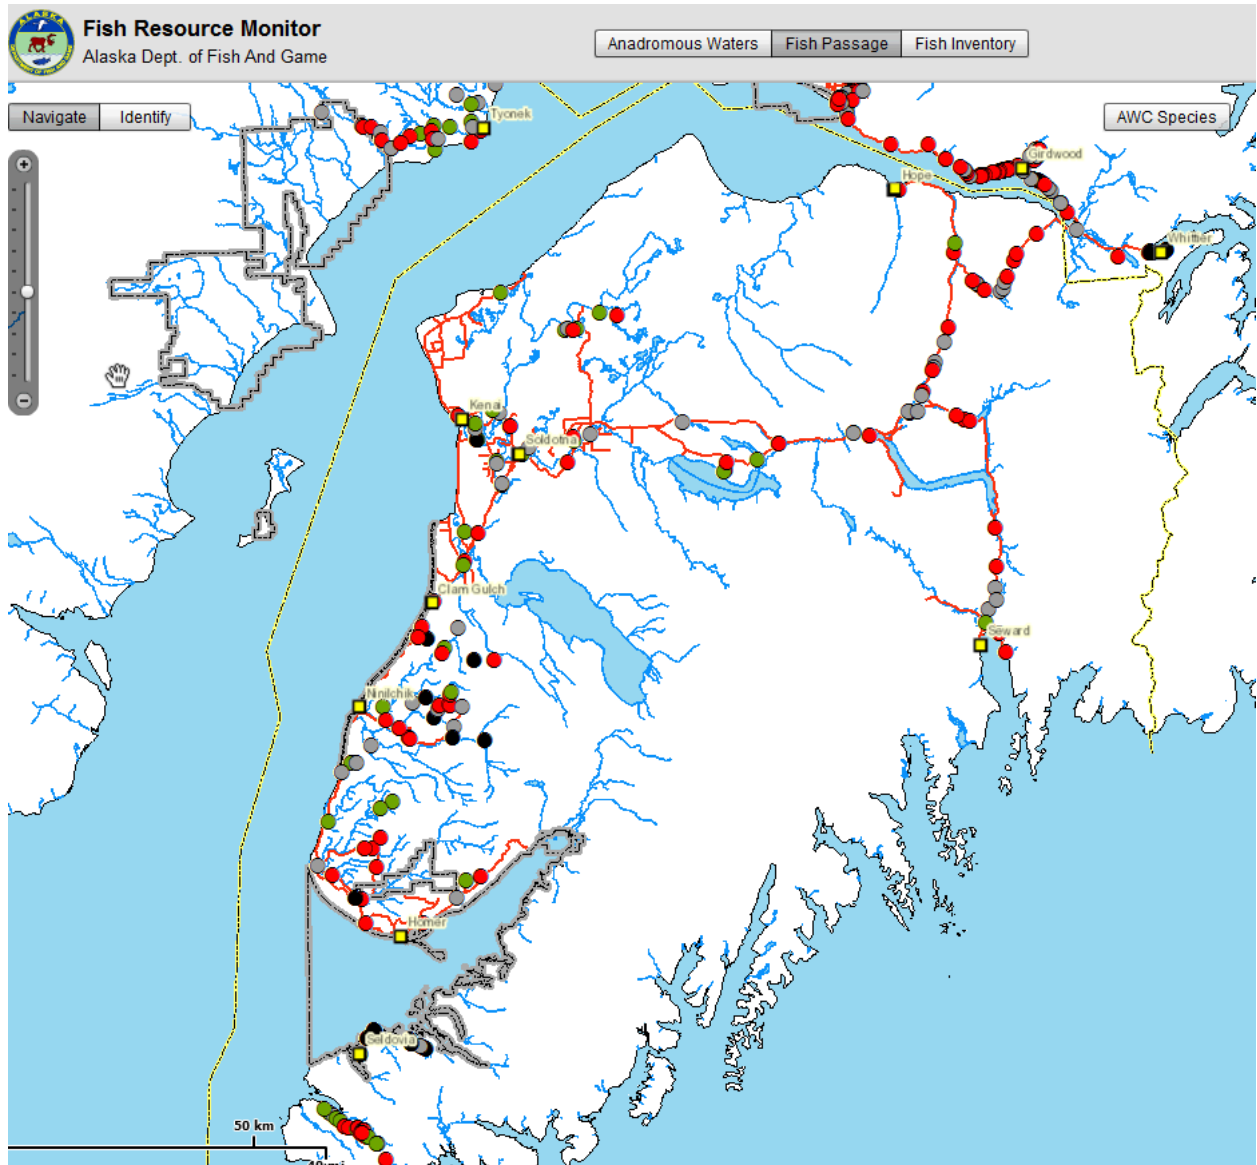 ALASKA
Fish Resource Monitor
Alaska Dept. of Fish And Game
Anadromous Waters
Fish Passage
Fish Inventory
Navigate
Identify
AWC Species
Tyonek
Girdwood
Hope
Whittier
Kenai
Soldotna
Clam Gulch
Seward
Ninilchik
Homer
Seldovia
50 km